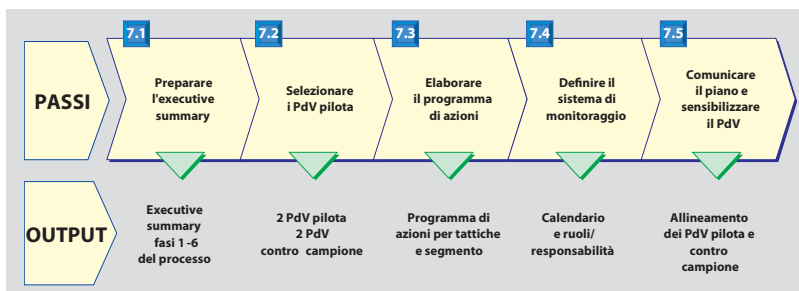 7.1
7.2
7.3
7.4
7.5
PASSI
Preparare
l'executive
summary
Selezionare
i PdV pilota
Elaborare
il programma
di azioni
Definire il
sistema di
monitoraggio
Comunicare
il piano e
sensibilizzare
il PdV
OUTPUT
Executive
summary
fasi 1 -6
del processo
2 PdV pilota
2 PdV
contro campione
Programma di
azioni per tattiche
e segmento
Calendario
e ruoli/
responsabilità
Allineamento
dei PdV pilota e
contro
campione